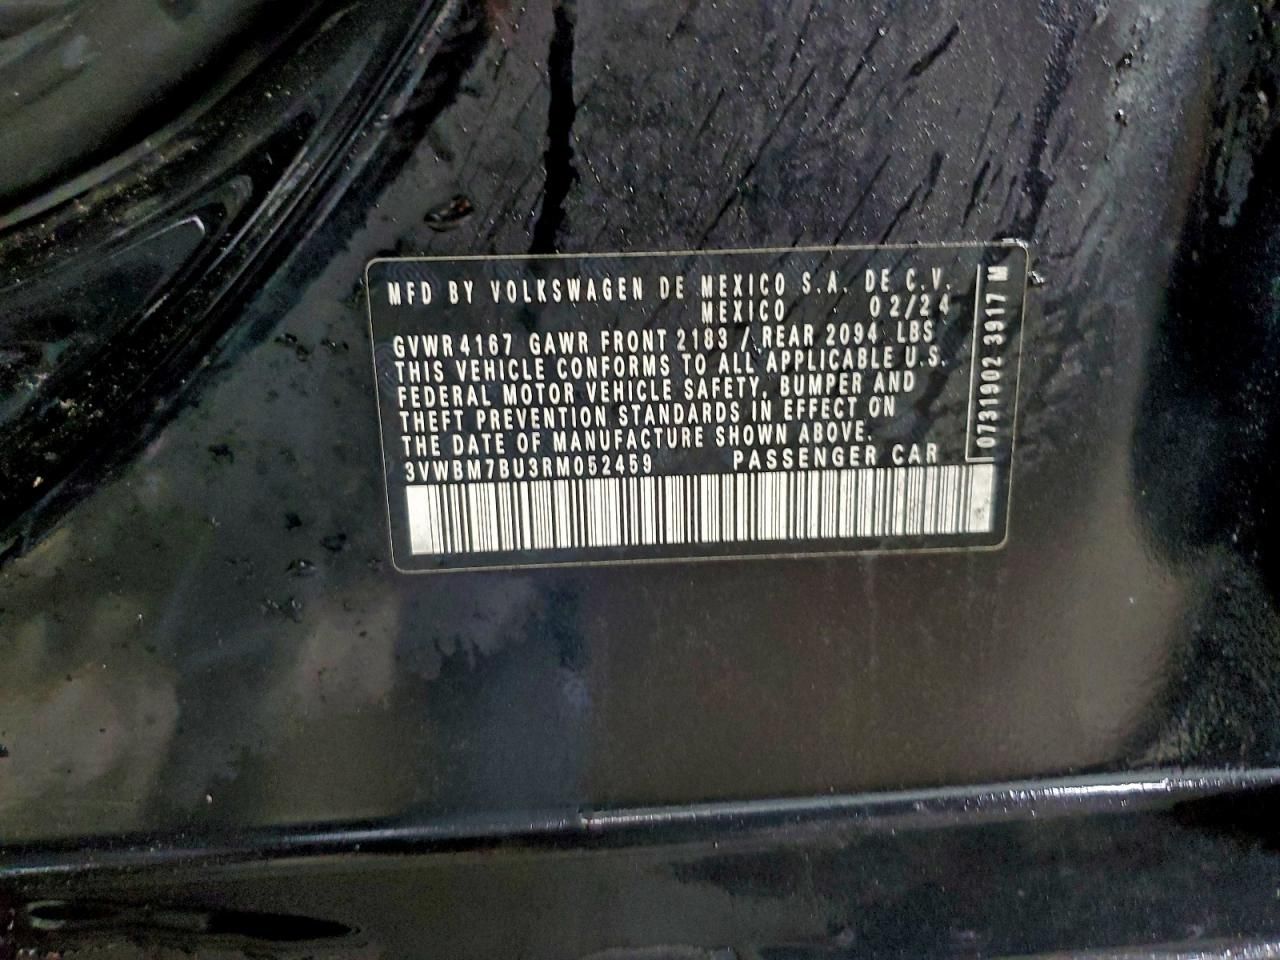 MFD BY VOLKSWAGEN DE MEXICO S.A. DE C.V.
MEXICO 02/24
GVWR 4167 GAWR FRONT 2183 / REAR 2094 LBS
THIS VEHICLE CONFORMS TO ALL APPLICABLE U.S.
FEDERAL MOTOR VEHICLE SAFETY, BUMPER AND
THEFT PREVENTION STANDARDS IN EFFECT ON
THE DATE OF MANUFACTURE SHOWN ABOVE.
3VWBM7BU3RM052459 PASSENGER CAR
0731902 3917 M